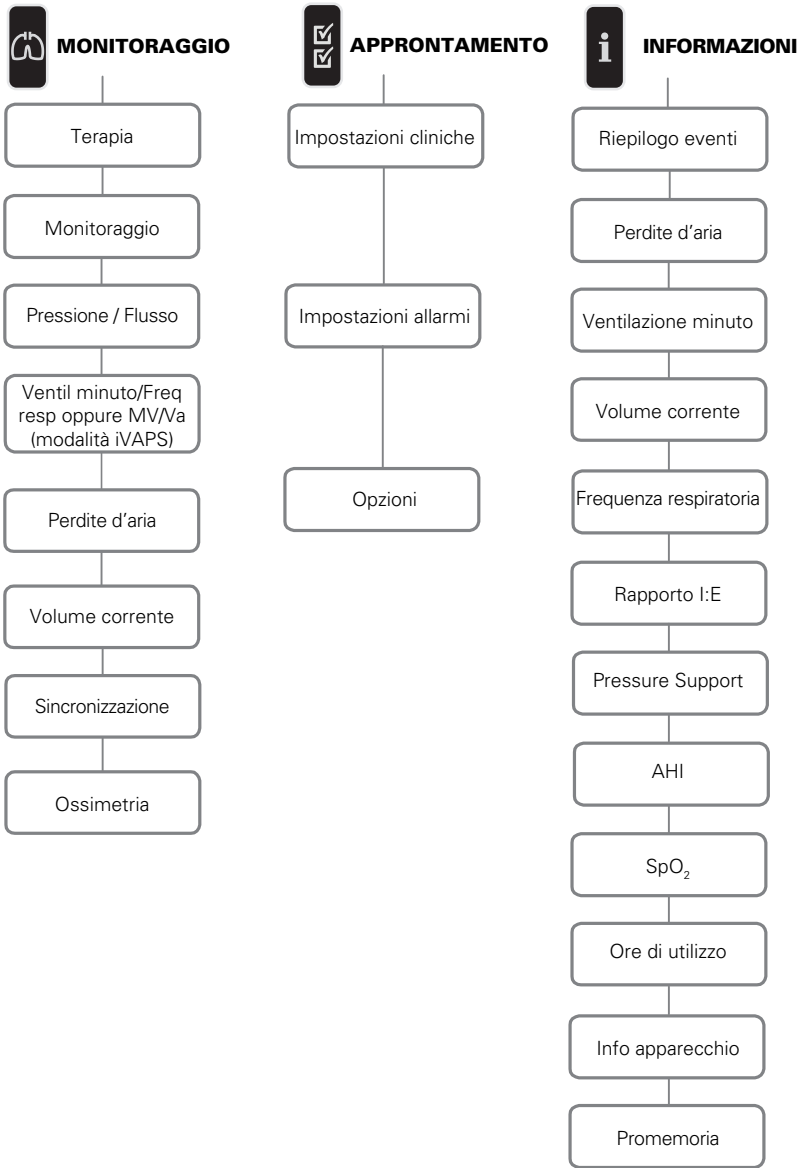 MONITORAGGIO
Terapia
Monitoraggio
Pressione / Flusso
Ventil minuto/Freq
resp oppure MV/Va
(modalità iVAPS)
Perdite d'aria
Volume corrente
Sincronizzazione
Ossimetria
APPRONTAMENTO
Impostazioni cliniche
Impostazioni allarmi
Opzioni
i
INFORMAZIONI
Riepilogo eventi
Perdite d'aria
Ventilazione minuto
Volume corrente
Frequenza respiratoria
Rapporto I:E
Pressure Support
AHI
SpO₂
Ore di utilizzo
Info apparecchio
Promemoria